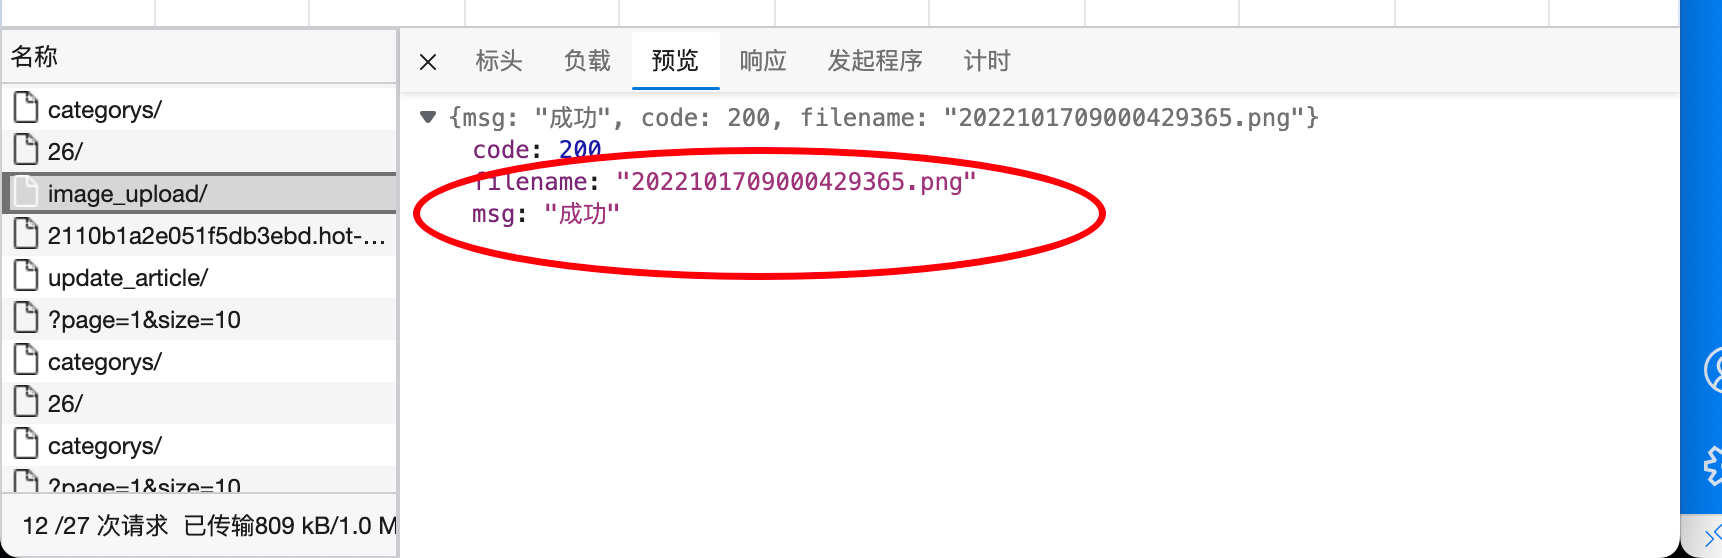 名称
categorys/
26/
image_upload/
2110b1a2e051f5db3ebd.hot-...
update_article/
?page=1&size=10
categorys/
26/
categorys/
?page=1&size=10
12 /27 次请求 已传输809 kB/1.0 M
标头 负载 预览 响应 发起程序 计时
{msg: "成功", code: 200, filename: "2022101709000429365.png"}
code: 200
filename: "2022101709000429365.png"
msg: "成功"